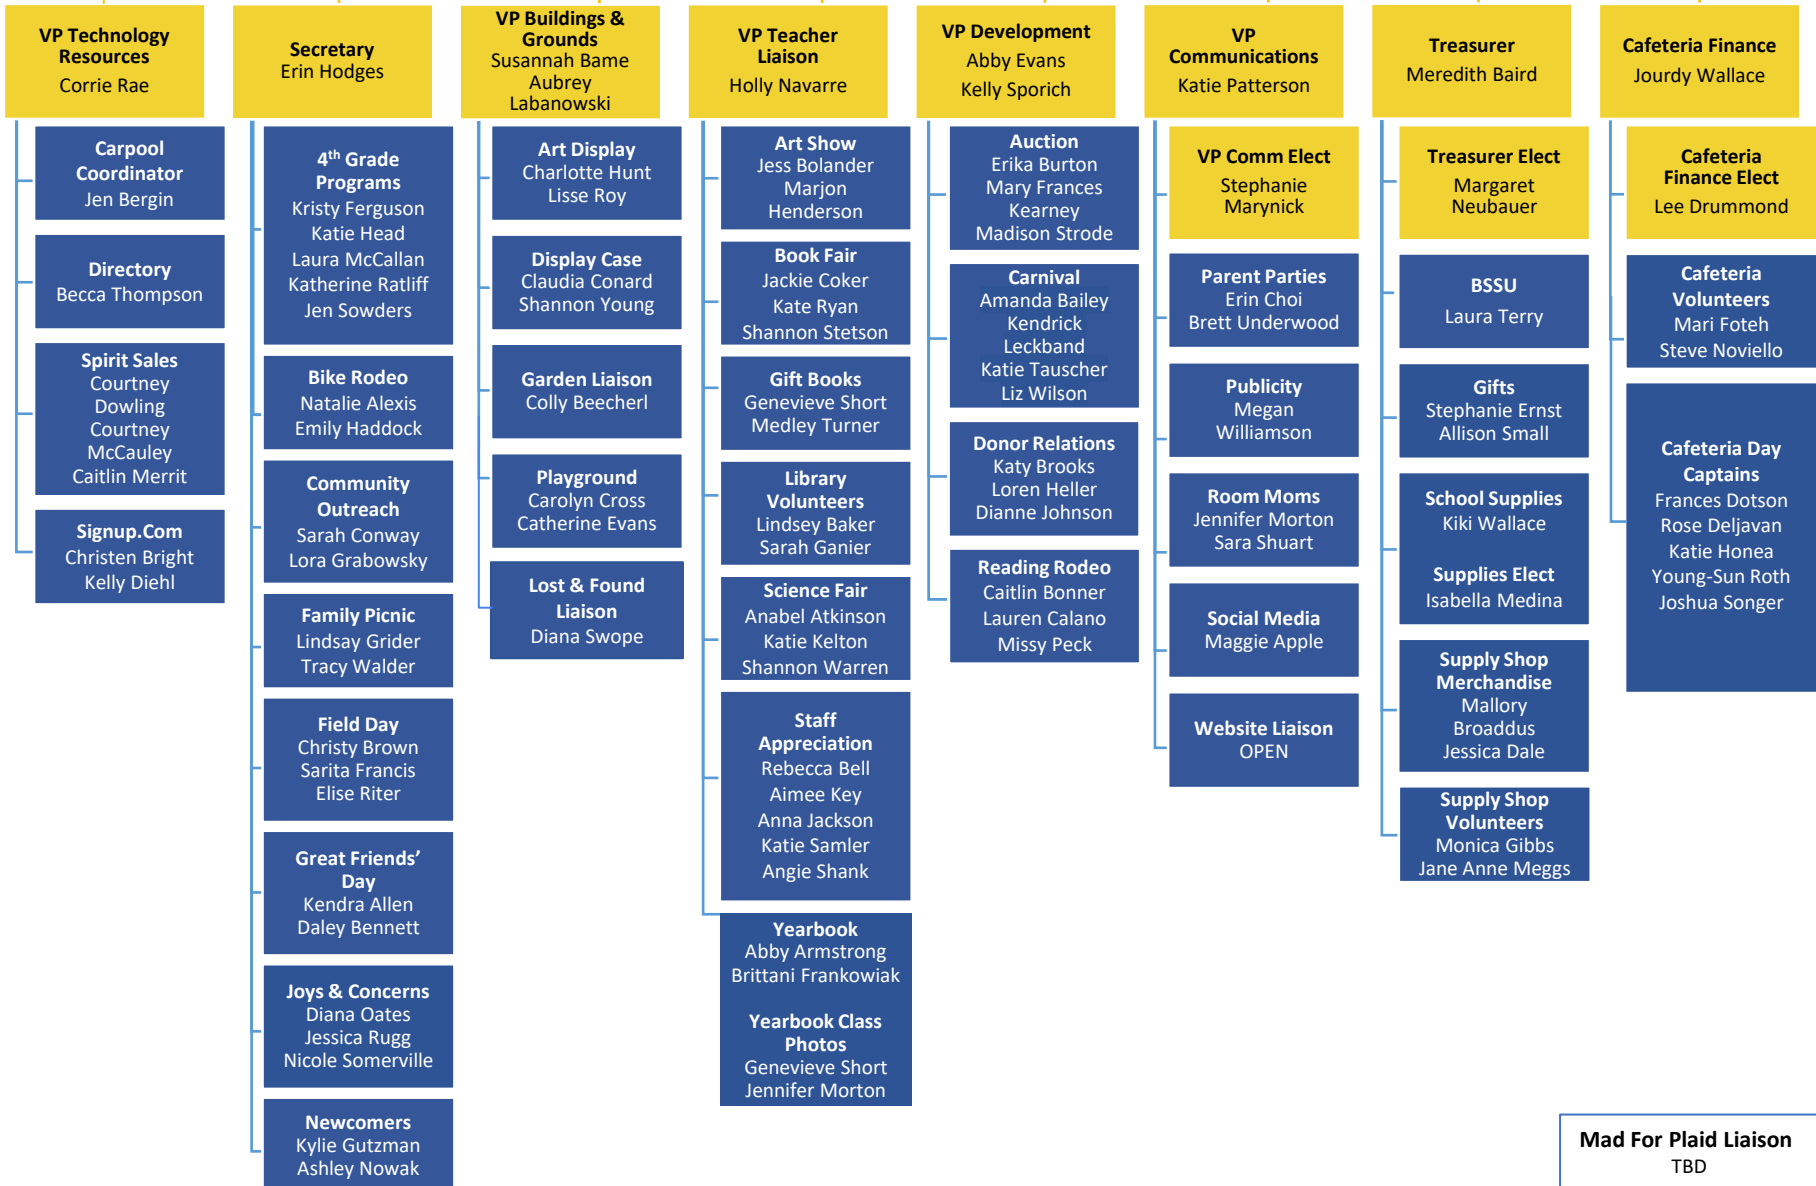 VP Technology
Resources
Corrie Rae
Carpool
Coordinator
Jen Bergin
Directory
Becca Thompson
Spirit Sales
Courtney
Dowling
Courtney
McCauley
Caitlin Merrit
Signup.Com
Christen Bright
Kelly Diehl
Secretary
Erin Hodges
4th Grade
Programs
Kristy Ferguson
Katie Head
Laura McCallan
Katherine Ratliff
Jen Sowders
Bike Rodeo
Natalie Alexis
Emily Haddock
Community
Outreach
Sarah Conway
Lora Grabowsky
Family Picnic
Lindsay Grider
Tracy Walder
Field Day
Christy Brown
Sarita Francis
Elise Riter
Great Friends’
Day
Kendra Allen
Daley Bennett
Joys & Concerns
Diana Oates
Jessica Rugg
Nicole Somerville
Newcomers
Kylie Gutzman
Ashley Nowak
VP Buildings &
Grounds
Susannah Bame
Aubrey
Labanowski
Art Display
Charlotte Hunt
Lisse Roy
Display Case
Claudia Conard
Shannon Young
Garden Liaison
Colly Beecherl
Playground
Carolyn Cross
Catherine Evans
Lost & Found
Liaison
Diana Swope
VP Teacher
Liaison
Holly Navarre
Art Show
Jess Bolander
Marjon
Henderson
Book Fair
Jackie Coker
Kate Ryan
Shannon Stetson
Gift Books
Genevieve Short
Medley Turner
Library
Volunteers
Lindsey Baker
Sarah Ganier
Science Fair
Anabel Atkinson
Katie Kelton
Shannon Warren
Staff
Appreciation
Rebecca Bell
Aimee Key
Anna Jackson
Katie Samler
Angie Shank
Yearbook
Abby Armstrong
Brittani Frankowiak
Yearbook Class
Photos
Genevieve Short
Jennifer Morton
VP Development
Abby Evans
Kelly Sporich
Auction
Erika Burton
Mary Frances
Kearney
Madison Strode
Carnival
Amanda Bailey
Kendrick
Leckband
Katie Tauscher
Liz Wilson
Donor Relations
Katy Brooks
Loren Heller
Dianne Johnson
Reading Rodeo
Caitlin Bonner
Lauren Calano
Missy Peck
VP
Communications
Katie Patterson
VP Comm Elect
Stephanie
Marynick
Parent Parties
Erin Choi
Brett Underwood
Publicity
Megan
Williamson
Room Moms
Jennifer Morton
Sara Shuart
Social Media
Maggie Apple
Website Liaison
OPEN
Treasurer
Meredith Baird
Treasurer Elect
Margaret
Neubauer
BSSU
Laura Terry
Gifts
Stephanie Ernst
Allison Small
School Supplies
Kiki Wallace
Supplies Elect
Isabella Medina
Supply Shop
Merchandise
Mallory
Broaddus
Jessica Dale
Supply Shop
Volunteers
Monica Gibbs
Jane Anne Meggs
Cafeteria Finance
Jourdy Wallace
Cafeteria
Finance Elect
Lee Drummond
Cafeteria
Volunteers
Mari Foteh
Steve Noviello
Cafeteria Day
Captains
Frances Dotson
Rose Deljavan
Katie Honea
Young-Sun Roth
Joshua Songer
Mad For Plaid Liaison
TBD